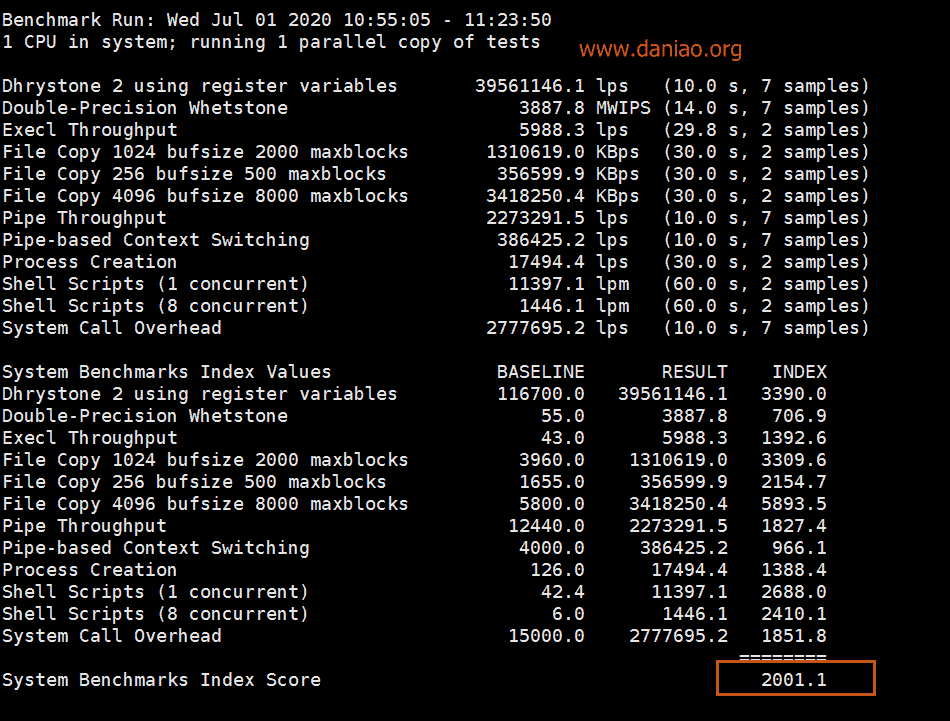 Benchmark Run: Wed Jul 01 2020 10:55:05 - 11:23:50
1 CPU in system; running 1 parallel copy of tests
www.daniao.org
Dhrystone 2 using register variables 39561146.1 lps (10.0 s, 7 samples)
Double-Precision Whetstone 3887.8 MWIPS (14.0 s, 7 samples)
Execl Throughput 5988.3 lps (29.8 s, 2 samples)
File Copy 1024 bufsize 2000 maxblocks 1310619.0 KBps (30.0 s, 2 samples)
File Copy 256 bufsize 500 maxblocks 356599.9 KBps (30.0 s, 2 samples)
File Copy 4096 bufsize 8000 maxblocks 3418250.4 KBps (30.0 s, 2 samples)
Pipe Throughput 2273291.5 lps (10.0 s, 7 samples)
Pipe-based Context Switching 386425.2 lps (10.0 s, 7 samples)
Process Creation 17494.4 lps (30.0 s, 2 samples)
Shell Scripts (1 concurrent) 11397.1 lpm (60.0 s, 2 samples)
Shell Scripts (8 concurrent) 1446.1 lpm (60.0 s, 2 samples)
System Call Overhead 2777695.2 lps (10.0 s, 7 samples)
System Benchmarks Index Values BASELINE RESULT INDEX
Dhrystone 2 using register variables 116700.0 39561146.1 3390.0
Double-Precision Whetstone 55.0 3887.8 706.9
Execl Throughput 43.0 5988.3 1392.6
File Copy 1024 bufsize 2000 maxblocks 3960.0 1310619.0 3309.6
File Copy 256 bufsize 500 maxblocks 1655.0 356599.9 2154.7
File Copy 4096 bufsize 8000 maxblocks 5800.0 3418250.4 5893.5
Pipe Throughput 12440.0 2273291.5 1827.4
Pipe-based Context Switching 4000.0 386425.2 966.1
Process Creation 126.0 17494.4 1388.4
Shell Scripts (1 concurrent) 42.4 11397.1 2688.0
Shell Scripts (8 concurrent) 6.0 1446.1 2410.1
System Call Overhead 15000.0 2777695.2 1851.8
========
System Benchmarks Index Score 2001.1